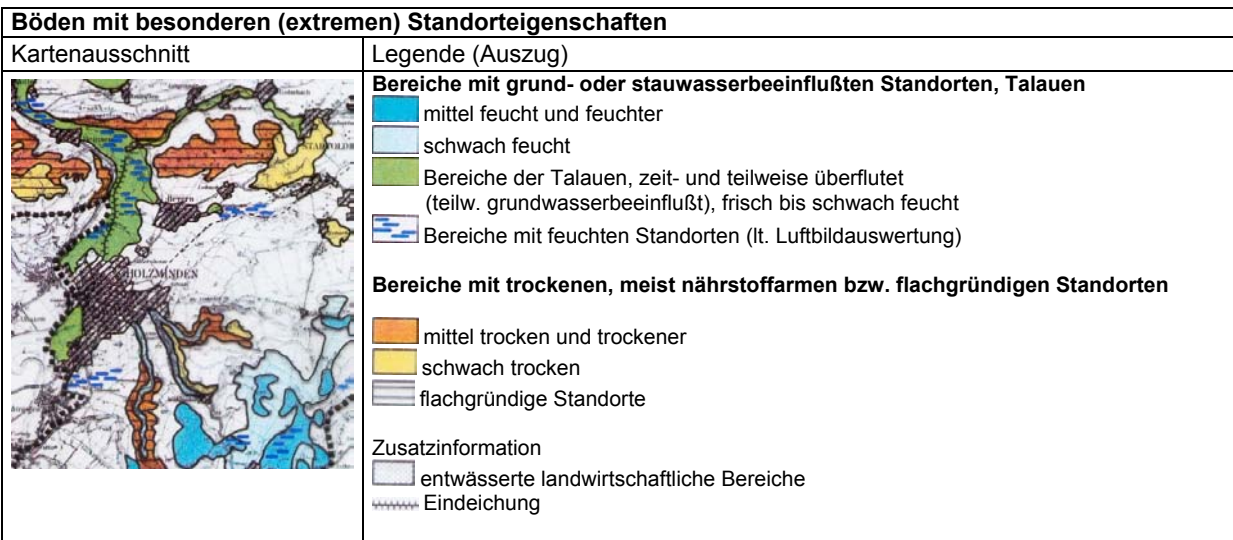 Böden mit besonderen (extremen) Standorteigenschaften
Kartenausschnitt
Legende (Auszug)
Bereiche mit grund- oder stauwasserbeeinflußten Standorten, Talauen
mittel feucht und feuchter
schwach feucht
Bereiche der Talauen, zeit- und teilweise überflutet
(teilw. grundwasserbeeinflußt), frisch bis schwach feucht
Bereiche mit feuchten Standorten (lt. Luftbildauswertung)
Bereiche mit trockenen, meist nährstoffarmen bzw. flachgründigen Standorten
mittel trocken und trockener
schwach trocken
flachgründige Standorte
Zusatzinformation
entwässerte landwirtschaftliche Bereiche
Eindeichung
HOLZMINDEN